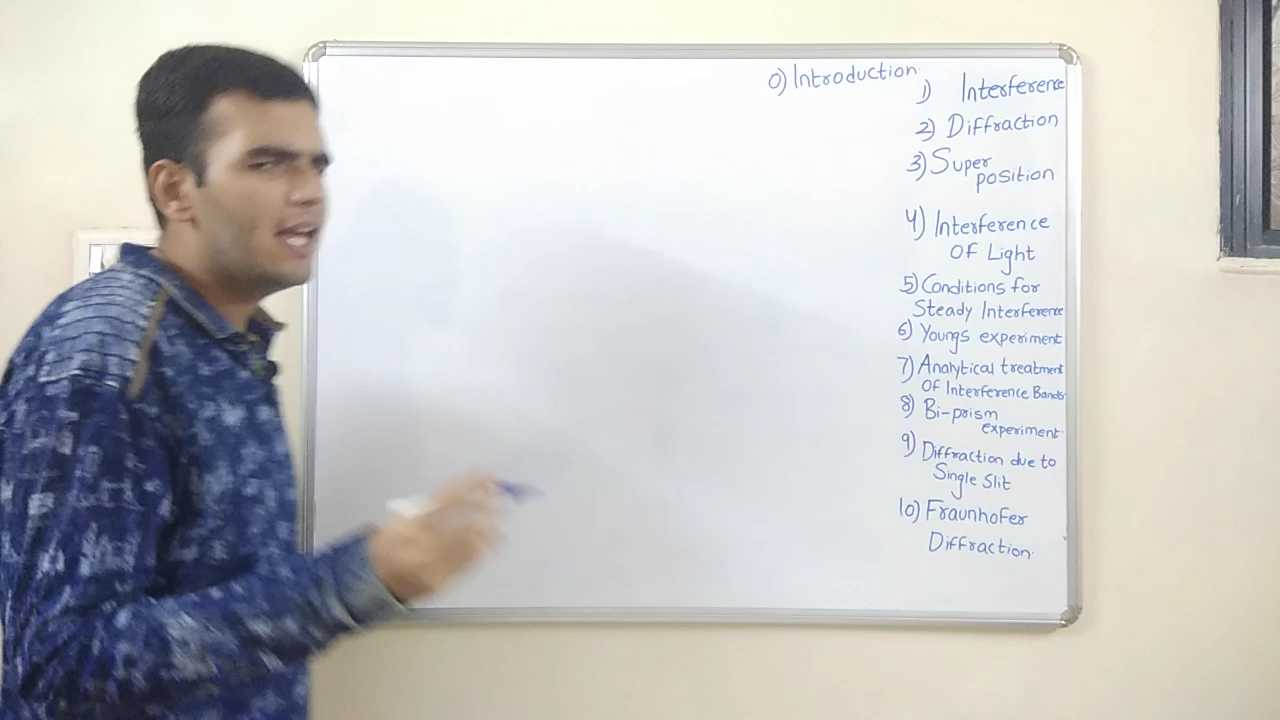 0) Introduction.
1) Interference
2) Diffraction
3) Super
position
4) Interference
Of Light
5) Conditions for
Steady Interference
6) Youngs experiment
7) Analytical treatment
Of Interference Bands
8) Bi-prism
experiment.
9) Diffraction due to
Single Slit
10) Fraunhofer
Diffraction.